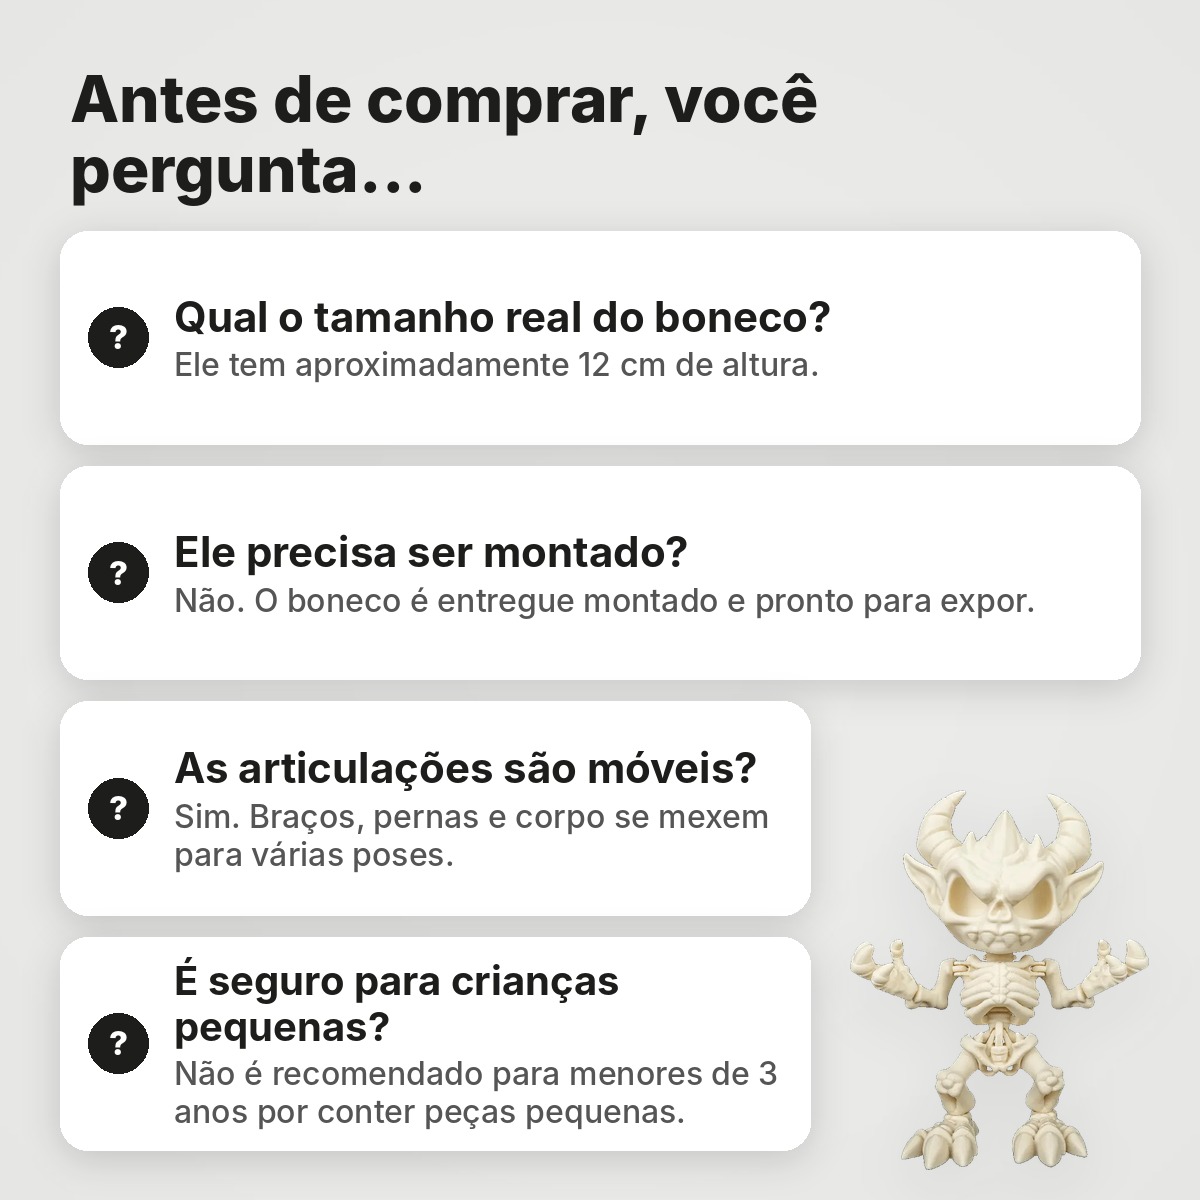 Antes de comprar, você
pergunta...
?
Qual o tamanho real do boneco?
Ele tem aproximadamente 12 cm de altura.
?
Ele precisa ser montado?
Não. O boneco é entregue montado e pronto para expor.
?
As articulações são móveis?
Sim. Braços, pernas e corpo se mexem
para várias poses.
?
É seguro para crianças
pequenas?
Não é recomendado para menores de 3
anos por conter peças pequenas.